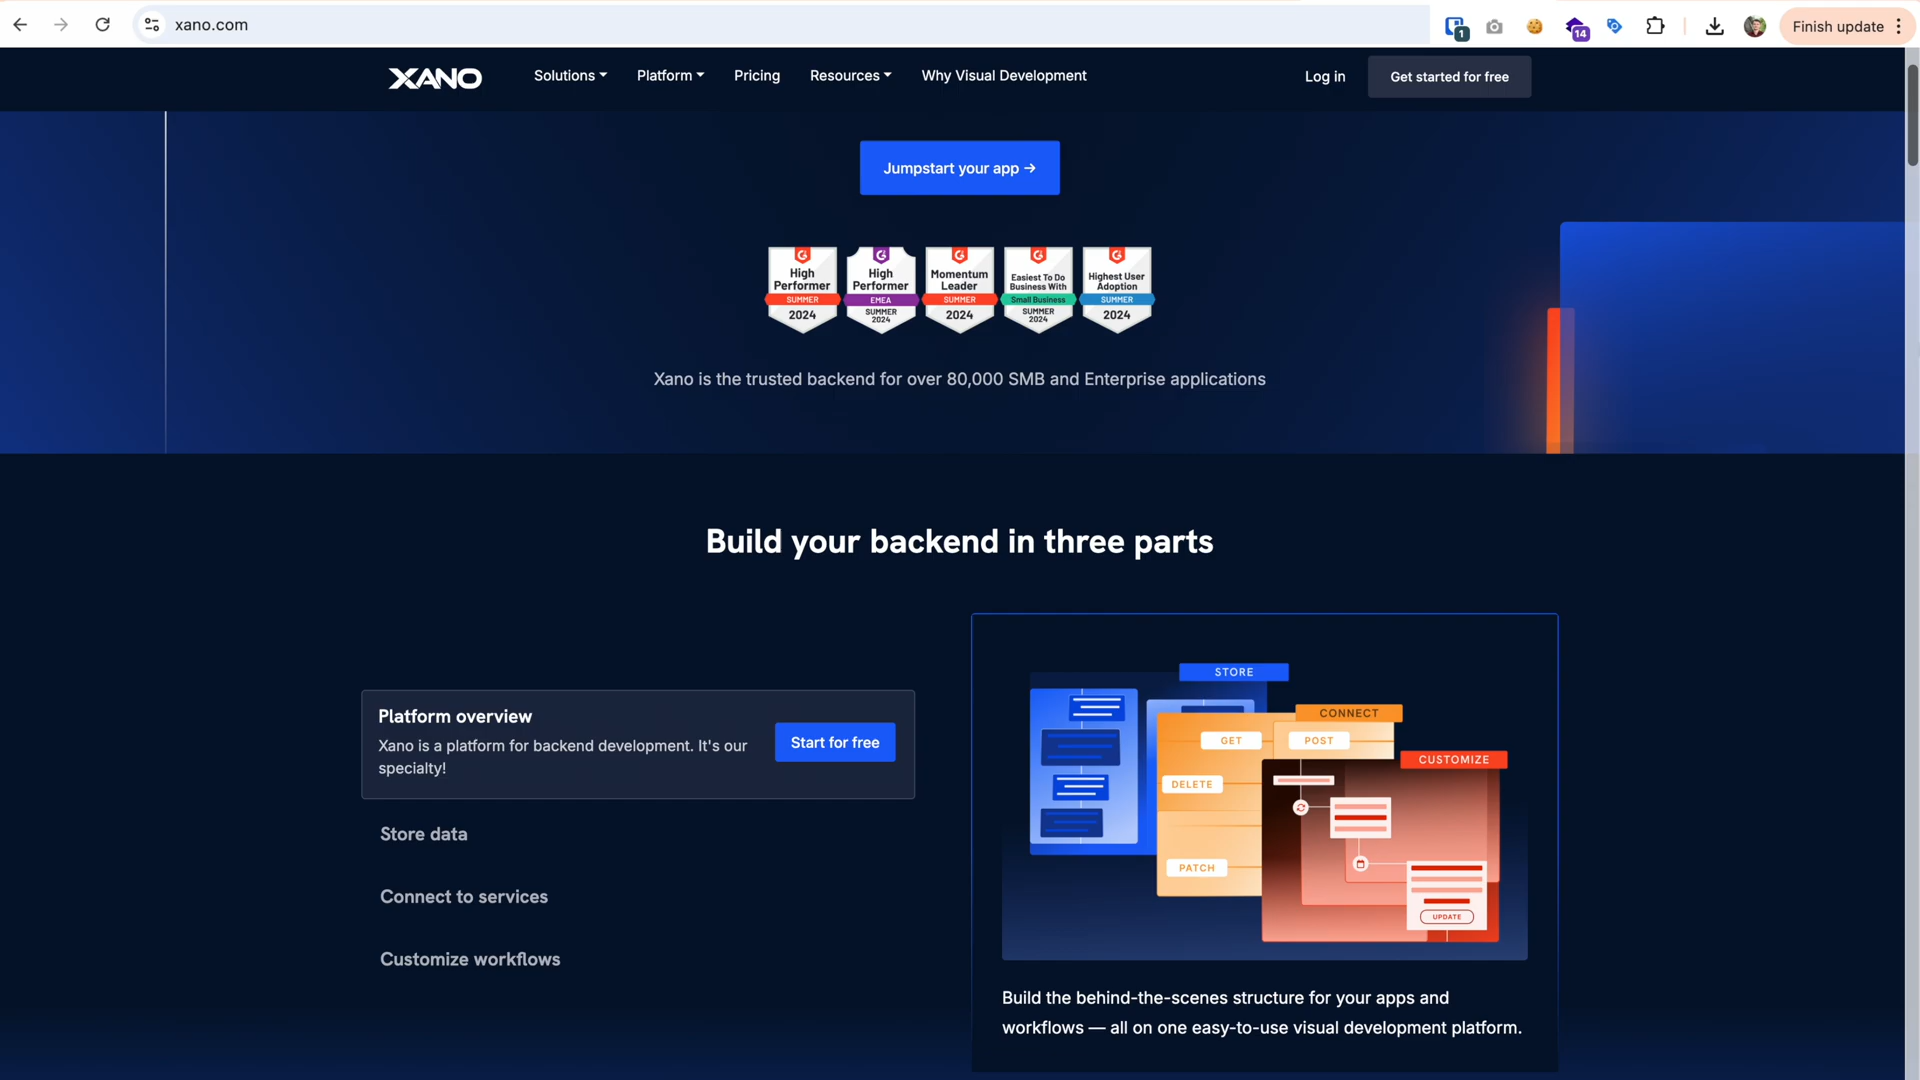 xano.com
1
14
Finish update
XANO
Solutions
Platform
Pricing
Resources
Why Visual Development
Log in
Get started for free
Jumpstart your app →
High
Performer
SUMMER
2024
High
Performer
EMEA
SUMMER
2024
Momentum
Leader
SUMMER
2024
Easiest To Do
Business With
Small Business
SUMMER
2024
Highest User
Adoption
SUMMER
2024
Xano is the trusted backend for over 80,000 SMB and Enterprise applications
Build your backend in three parts
Platform overview
Xano is a platform for backend development. It's our
specialty!
Start for free
Store data
Connect to services
Customize workflows
STORE
CONNECT
GET
POST
CUSTOMIZE
DELETE
PATCH
UPDATE
Build the behind-the-scenes structure for your apps and
workflows — all on one easy-to-use visual development platform.